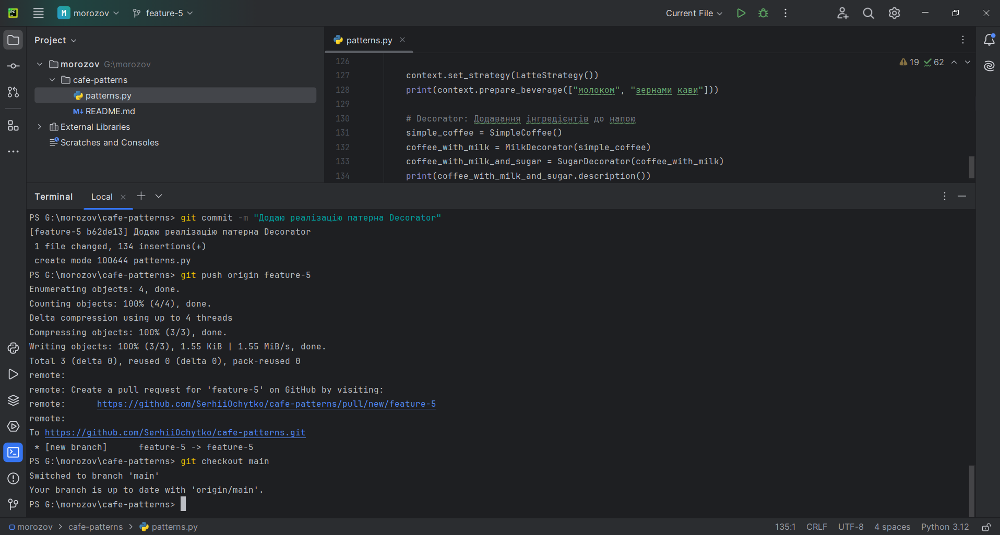 PC
M morozov feature-5 Current File
Project
morozov G:\morozov
cafe-patterns
patterns.py
M↓ README.md
External Libraries
Scratches and Consoles
patterns.py
19 62
126
127 context.set_strategy(LatteStrategy())
128 print(context.prepare_beverage(["молоком", "зернами кави"]))
129
130 # Decorator: Додавання інгредієнтів до напою
131 simple_coffee = SimpleCoffee()
132 coffee_with_milk = MilkDecorator(simple_coffee)
133 coffee_with_milk_and_sugar = SugarDecorator(coffee_with_milk)
134 print(coffee_with_milk_and_sugar.description())
Terminal Local
PS G:\morozov\cafe-patterns> git commit -m "Додаю реалізацію патерна Decorator"
[feature-5 b62de13] Додаю реалізацію патерна Decorator
1 file changed, 134 insertions(+)
create mode 100644 patterns.py
PS G:\morozov\cafe-patterns> git push origin feature-5
Enumerating objects: 4, done.
Counting objects: 100% (4/4), done.
Delta compression using up to 4 threads
Compressing objects: 100% (3/3), done.
Writing objects: 100% (3/3), 1.55 KiB | 1.55 MiB/s, done.
Total 3 (delta 0), reused 0 (delta 0), pack-reused 0
remote:
remote: Create a pull request for 'feature-5' on GitHub by visiting:
remote: https://github.com/SerhiiOchytko/cafe-patterns/pull/new/feature-5
remote:
To https://github.com/SerhiiOchytko/cafe-patterns.git
* [new branch] feature-5 -> feature-5
PS G:\morozov\cafe-patterns> git checkout main
Switched to branch 'main'
Your branch is up to date with 'origin/main'.
PS G:\morozov\cafe-patterns>
morozov > cafe-patterns > patterns.py 135:1 CRLF UTF-8 4 spaces Python 3.12